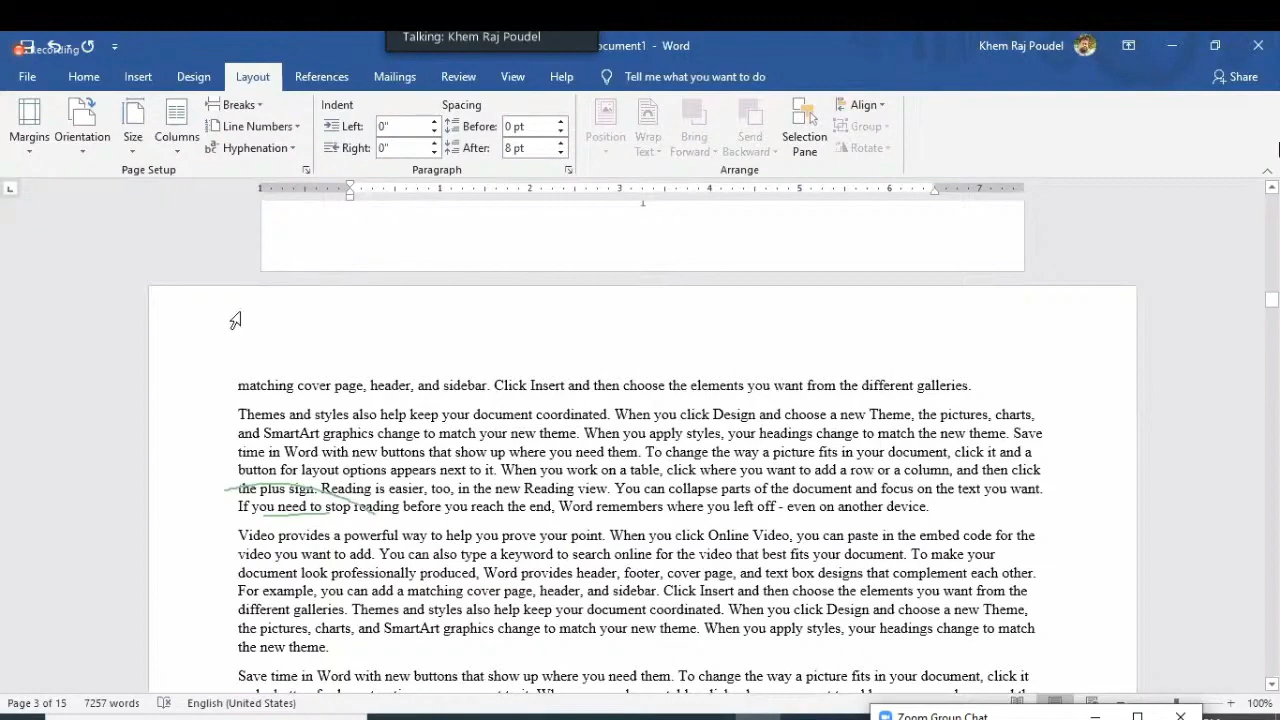 Talking: Khem Raj Poudel
Recording
ocument1 - Word
Khem Raj Poudel
File Home Insert Design Layout References Mailings Review View Help Tell me what you want to do Share
Margins Orientation Size Columns
Breaks
Line Numbers
Hyphenation
Page Setup
Indent Spacing
Left: 0" Before: 0 pt
Right: 0" After: 8 pt
Paragraph
Position Wrap Text Bring Forward Send Backward Selection Pane
Align
Group
Rotate
Arrange
1 1 2 3 4 5 6 7
matching cover page, header, and sidebar. Click Insert and then choose the elements you want from the different galleries.
Themes and styles also help keep your document coordinated. When you click Design and choose a new Theme, the pictures, charts,
and SmartArt graphics change to match your new theme. When you apply styles, your headings change to match the new theme. Save
time in Word with new buttons that show up where you need them. To change the way a picture fits in your document, click it and a
button for layout options appears next to it. When you work on a table, click where you want to add a row or a column, and then click
the plus sign. Reading is easier, too, in the new Reading view. You can collapse parts of the document and focus on the text you want.
If you need to stop reading before you reach the end, Word remembers where you left off - even on another device.
Video provides a powerful way to help you prove your point. When you click Online Video, you can paste in the embed code for the
video you want to add. You can also type a keyword to search online for the video that best fits your document. To make your
document look professionally produced, Word provides header, footer, cover page, and text box designs that complement each other.
For example, you can add a matching cover page, header, and sidebar. Click Insert and then choose the elements you want from the
different galleries. Themes and styles also help keep your document coordinated. When you click Design and choose a new Theme,
the pictures, charts, and SmartArt graphics change to match your new theme. When you apply styles, your headings change to match
the new theme.
Save time in Word with new buttons that show up where you need them. To change the way a picture fits in your document, click it
Page 3 of 15 7257 words English (United States) 100%
Zoom Group Chat